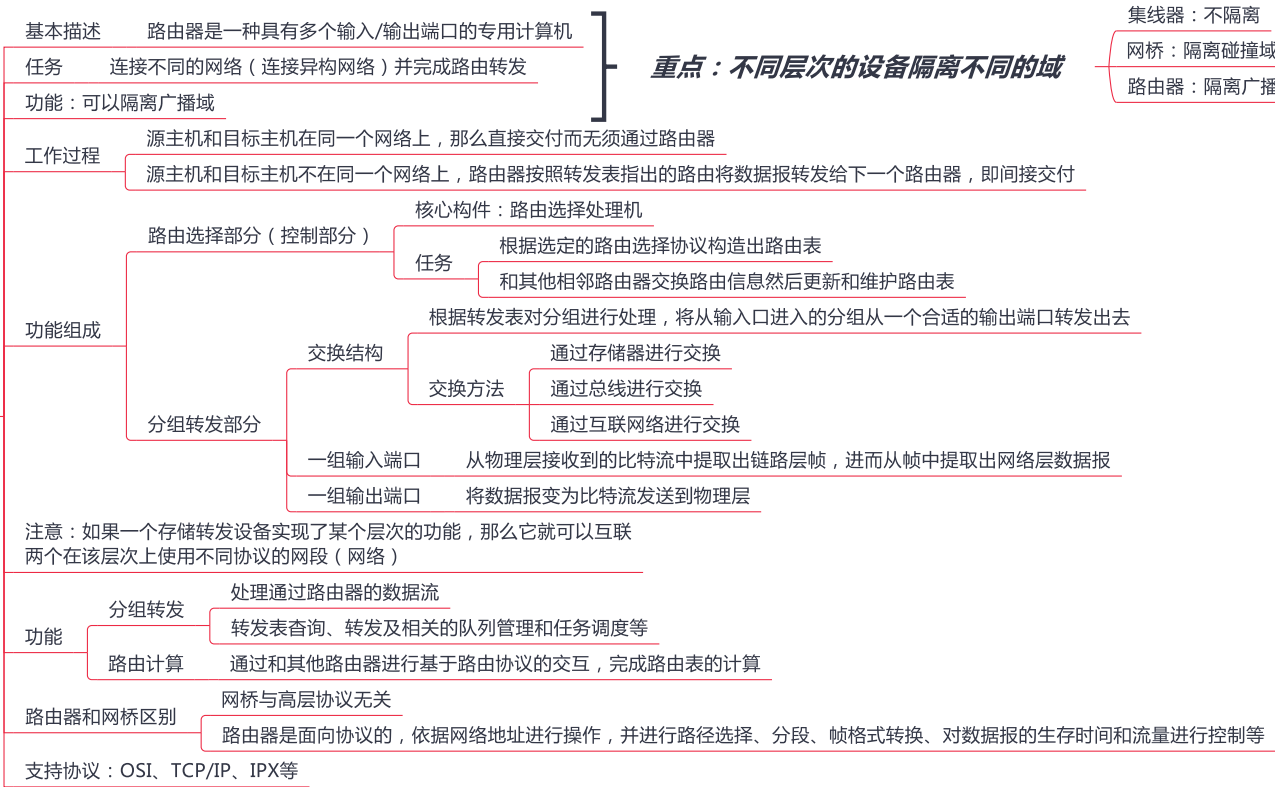 基本描述 路由器是一种具有多个输入/输出端口的专用计算机
任务 连接不同的网络（连接异构网络）并完成路由转发
功能：可以隔离广播域
重点：不同层次的设备隔离不同的域
集线器：不隔离
网桥：隔离碰撞域
路由器：隔离广播
工作过程
源主机和目标主机在同一个网络上，那么直接交付而无须通过路由器
源主机和目标主机不在同一个网络上，路由器按照转发表指出的路由将数据报转发给下一个路由器，即间接交付
功能组成
路由选择部分（控制部分）
核心构件：路由选择处理机
任务
根据选定的路由选择协议构造出路由表
和其他相邻路由器交换路由信息然后更新和维护路由表
分组转发部分
交换结构
根据转发表对分组进行处理，将从输入口进入的分组从一个合适的输出端口转发出去
交换方法
通过存储器进行交换
通过总线进行交换
通过互联网络进行交换
一组输入端口 从物理层接收到的比特流中提取出链路层帧，进而从帧中提取出网络层数据报
一组输出端口 将数据报变为比特流发送到物理层
注意：如果一个存储转发设备实现了某个层次的功能，那么它就可以互联
两个在该层次上使用不同协议的网段（网络）
功能
分组转发
处理通过路由器的数据流
转发表查询、转发及相关的队列管理和任务调度等
路由计算 通过和其他路由器进行基于路由协议的交互，完成路由表的计算
路由器和网桥区别
网桥与高层协议无关
路由器是面向协议的，依据网络地址进行操作，并进行路径选择、分段、帧格式转换、对数据报的生存时间和流量进行控制等
支持协议：OSI、TCP/IP、IPX等